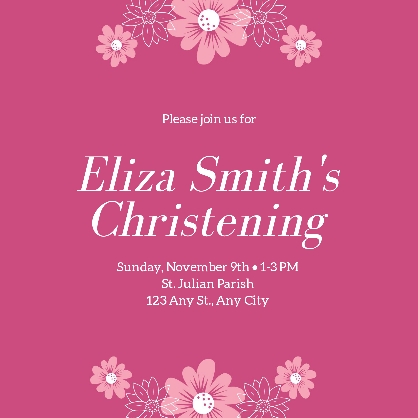 Please join us for
Eliza Smith's
Christening
Sunday, November 9th • 1-3 PM
St. Julian Parish
123 Any St., Any City